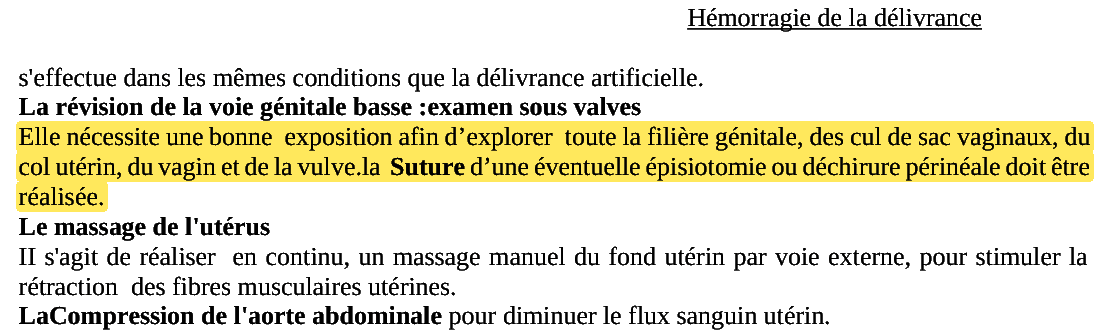 Hémorragie de la délivrance
s'effectue dans les mêmes conditions que la délivrance artificielle.
La révision de la voie génitale basse :examen sous valves
Elle nécessite une bonne exposition afin d’explorer toute la filière génitale, des cul de sac vaginaux, du
col utérin, du vagin et de la vulve.la Suture d’une éventuelle épisiotomie ou déchirure périnéale doit être
réalisée.
Le massage de l'utérus
II s'agit de réaliser en continu, un massage manuel du fond utérin par voie externe, pour stimuler la
rétraction des fibres musculaires utérines.
LaCompression de l'aorte abdominale pour diminuer le flux sanguin utérin.